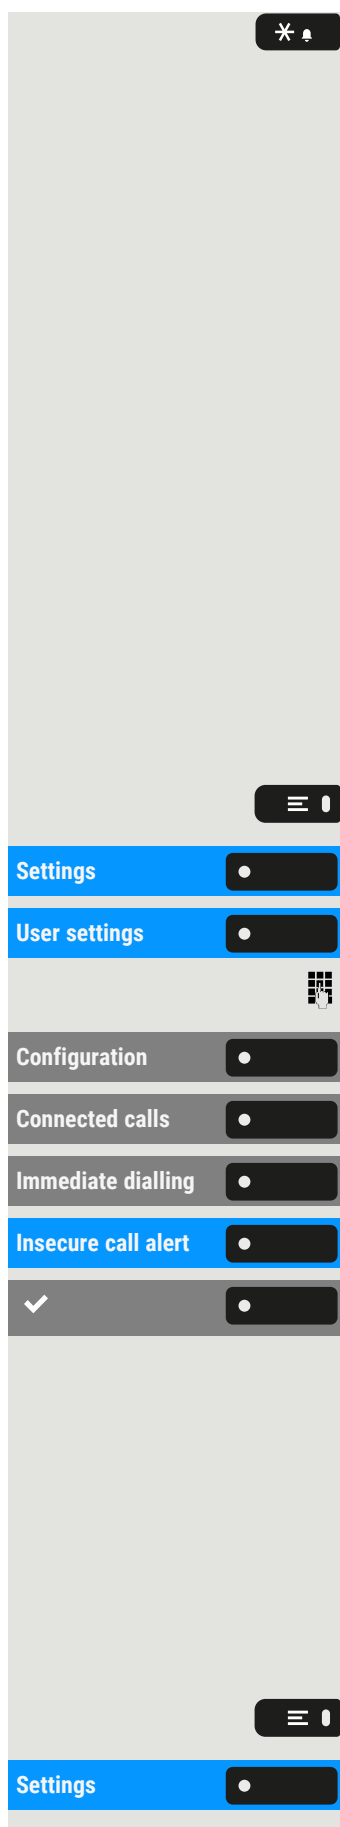 Settings
User settings
Configuration
Connected calls
Immediate dialling
Insecure call alert
Settings